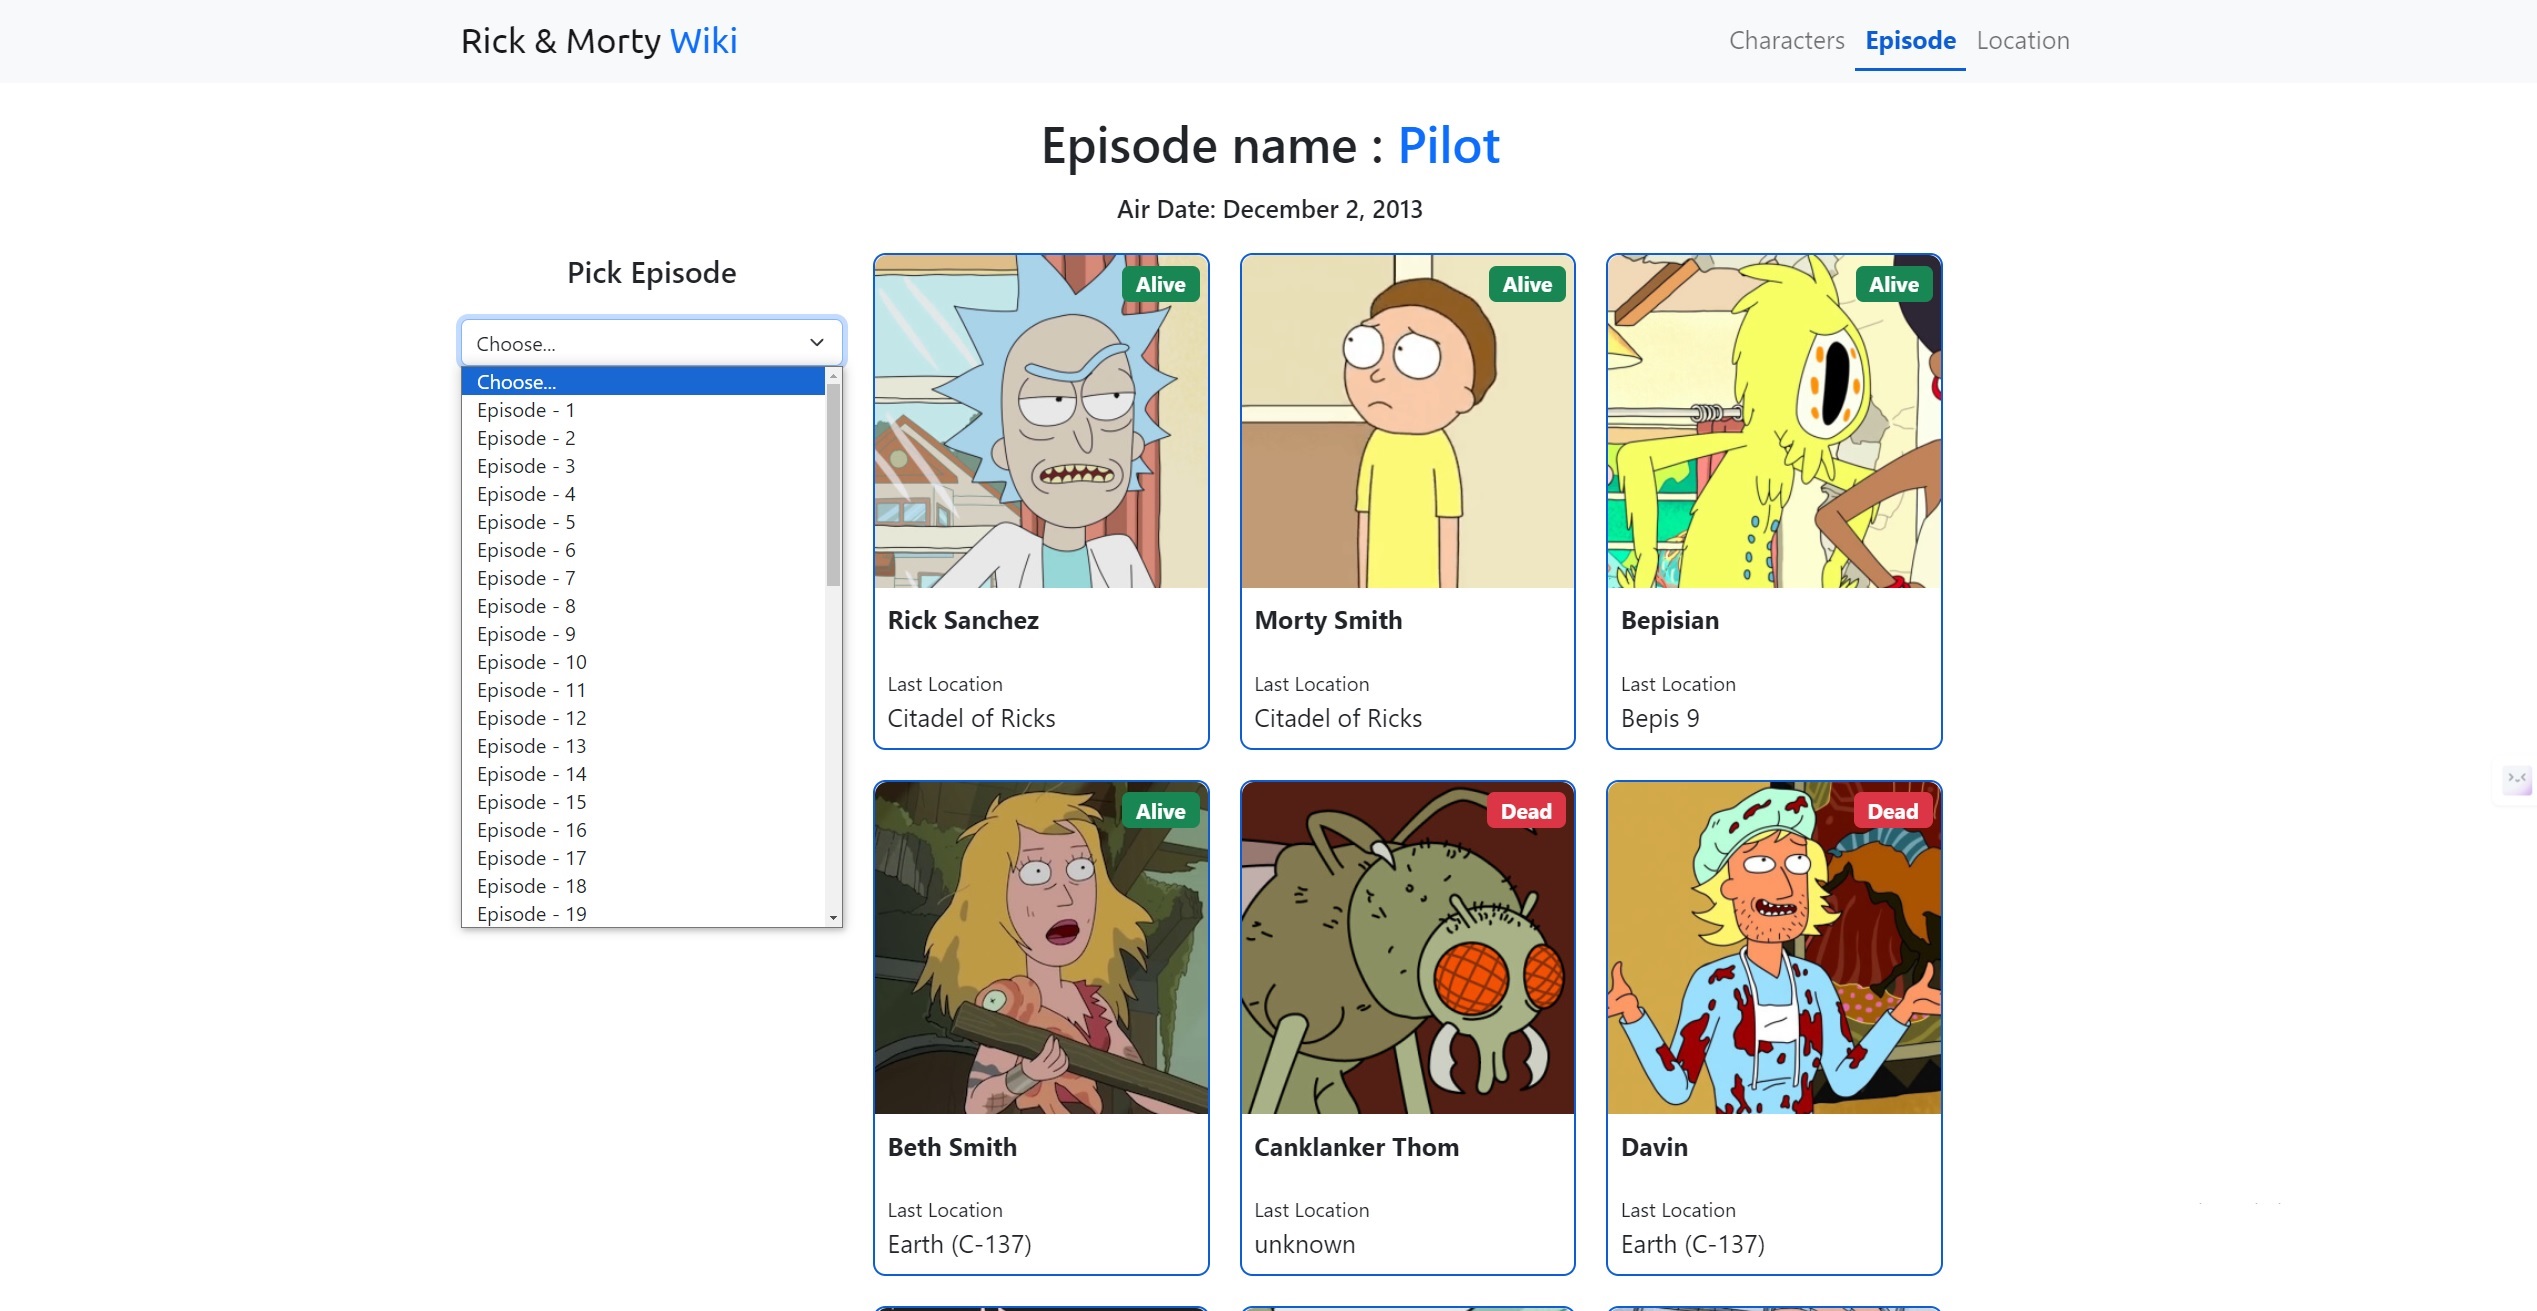 Rick & Morty Wiki
Characters Episode Location
Episode name : Pilot
Air Date: December 2, 2013
Pick Episode
Choose...
Choose...
Episode - 1
Episode - 2
Episode - 3
Episode - 4
Episode - 5
Episode - 6
Episode - 7
Episode - 8
Episode - 9
Episode - 10
Episode - 11
Episode - 12
Episode - 13
Episode - 14
Episode - 15
Episode - 16
Episode - 17
Episode - 18
Episode - 19
Alive
Rick Sanchez
Last Location
Citadel of Ricks
Alive
Morty Smith
Last Location
Citadel of Ricks
Alive
Bepisian
Last Location
Bepis 9
Alive
Beth Smith
Last Location
Earth (C-137)
Dead
Canklanker Thom
Last Location
unknown
Dead
Davin
Last Location
Earth (C-137)